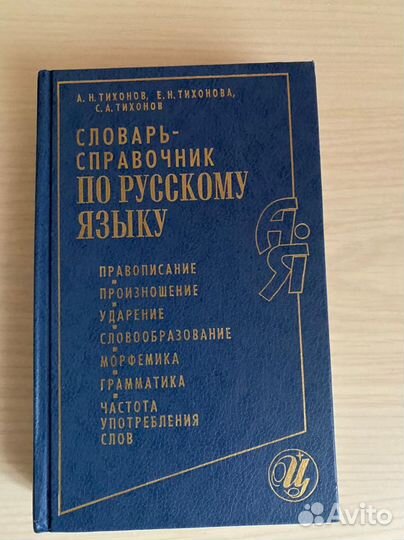 А. Н. ТИХОНОВ, Е. Н. ТИХОНОВА,
С. А. ТИХОНОВ
СЛОВАРЬ-
СПРАВОЧНИК
ПО РУССКОМУ
ЯЗЫКУ
А.
Я
ПРАВОПИСАНИЕ
ПРОИЗНОШЕНИЕ
УДАРЕНИЕ
СЛОВООБРАЗОВАНИЕ
МОРФЕМИКА
ГРАММАТИКА
ЧАСТОТА
УПОТРЕБЛЕНИЯ
СЛОВ
Ц
Avito